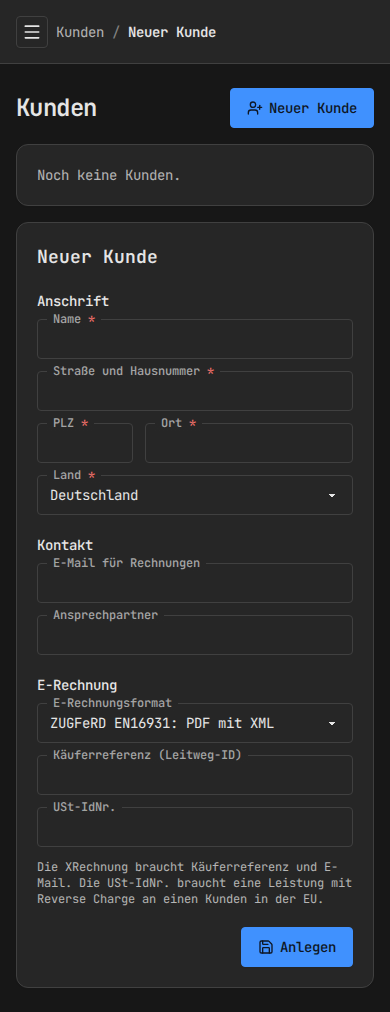 Kunden / Neuer Kunde
Kunden
Neuer Kunde
Noch keine Kunden.
Neuer Kunde
Anschrift
Name *
Straße und Hausnummer *
PLZ * Ort *
Land *
Deutschland
Kontakt
E-Mail für Rechnungen
Ansprechpartner
E-Rechnung
E-Rechnungsformat
ZUGFeRD EN16931: PDF mit XML
Käuferreferenz (Leitweg-ID)
USt-IdNr.
Die XRechnung braucht Käuferreferenz und E-
Mail. Die USt-IdNr. braucht eine Leistung mit
Reverse Charge an einen Kunden in der EU.
Anlegen